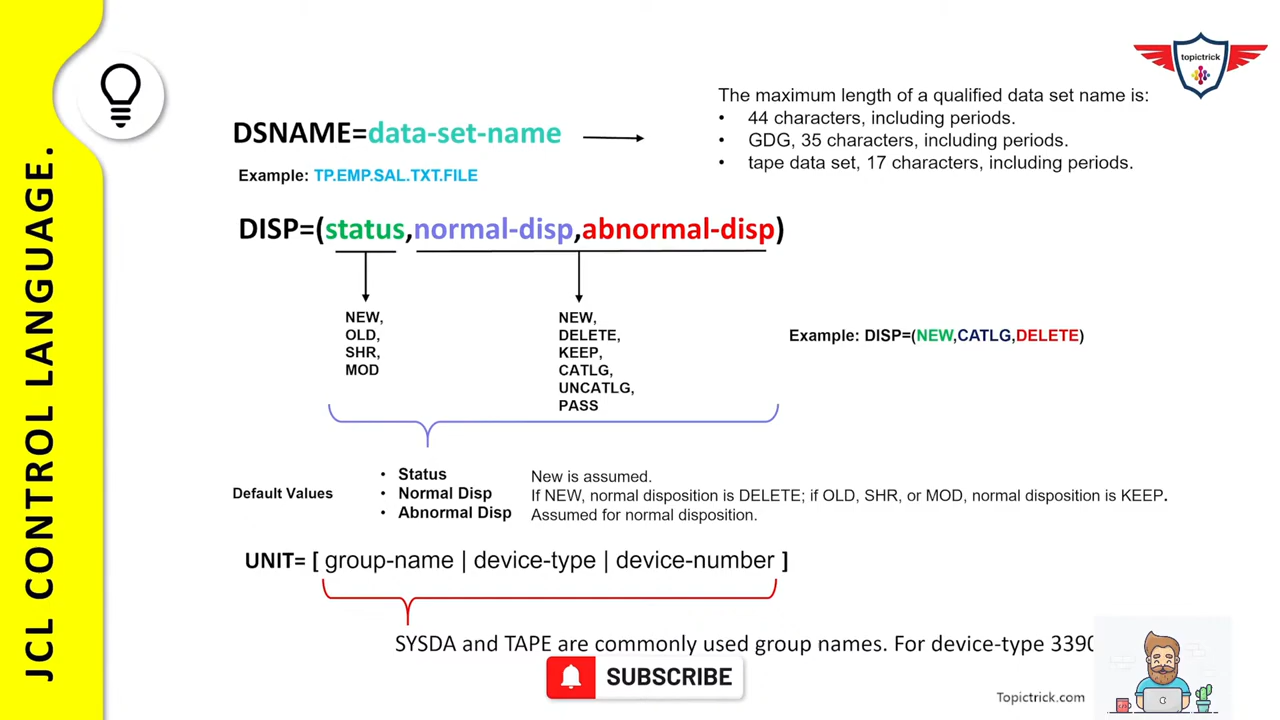 JCL CONTROL LANGUAGE.
topictrick
DSNAME=data-set-name
Example: TP.EMP.SAL.TXT.FILE
The maximum length of a qualified data set name is:
• 44 characters, including periods.
• GDG, 35 characters, including periods.
• tape data set, 17 characters, including periods.
DISP=(status,normal-disp,abnormal-disp)
NEW,
OLD,
SHR,
MOD
NEW,
DELETE,
KEEP,
CATLG,
UNCATLG,
PASS
Example: DISP=(NEW,CATLG,DELETE)
Default Values
• Status New is assumed.
• Normal Disp If NEW, normal disposition is DELETE; if OLD, SHR, or MOD, normal disposition is KEEP.
• Abnormal Disp Assumed for normal disposition.
UNIT= [ group-name | device-type | device-number ]
SYSDA and TAPE are commonly used group names. For device-type 3390
SUBSCRIBE
Topictrick.com